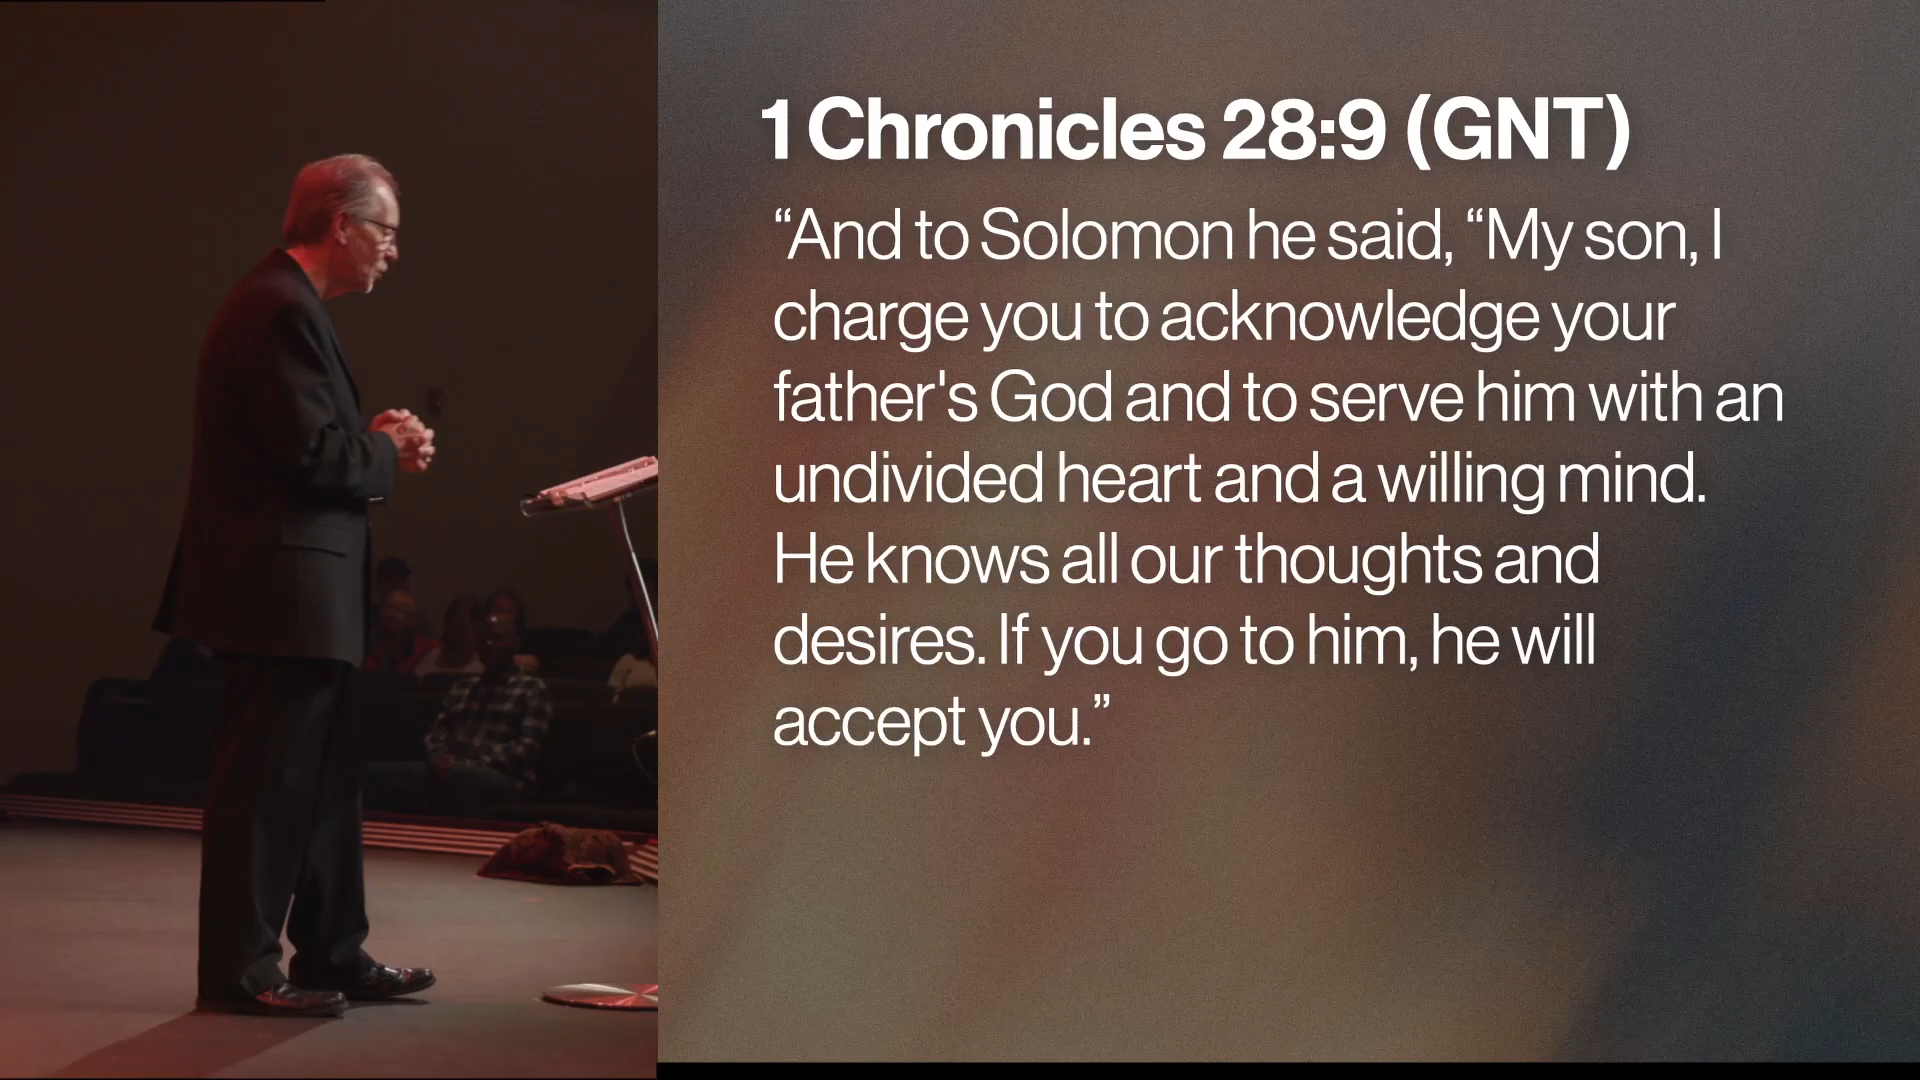 1 Chronicles 28:9 (GNT)
“And to Solomon he said, “My son, I
charge you to acknowledge your
father's God and to serve him with an
undivided heart and a willing mind.
He knows all our thoughts and
desires. If you go to him, he will
accept you.”